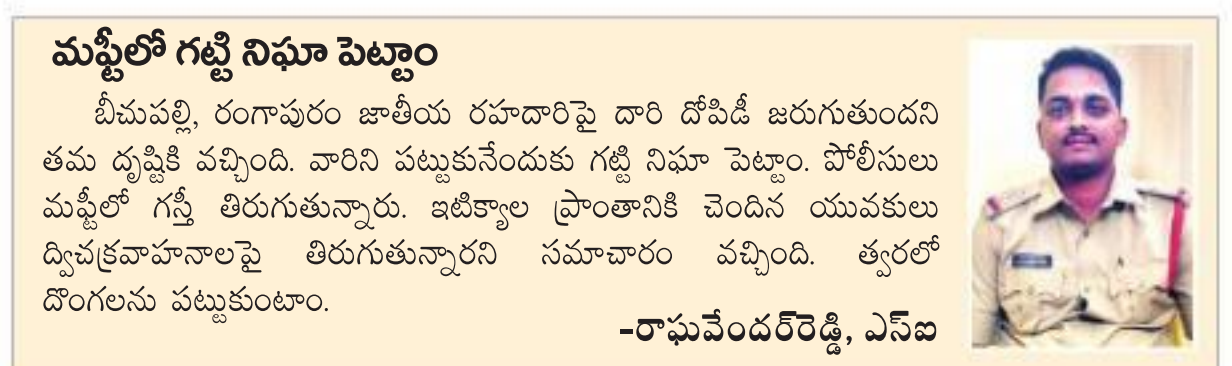 మఫ్టీలో గట్టి నిఘా పెట్టాం
బీచుపల్లి, రంగాపురం జాతీయ రహదారిపై దారి దోపిడీ జరుగుతుందని
తమ దృష్టికి వచ్చింది. వారిని పట్టుకునేందుకు గట్టి నిఘా పెట్టాం. పోలీసులు
మఫ్టీలో గస్తీ తిరుగుతున్నారు. ఇటిక్యాల ప్రాంతానికి చెందిన యువకులు
ద్విచక్రవాహనాలపై తిరుగుతున్నారని సమాచారం వచ్చింది. త్వరలో
దొంగలను పట్టుకుంటాం.
-రాఘవేందర్‌రెడ్డి, ఎస్ఐ